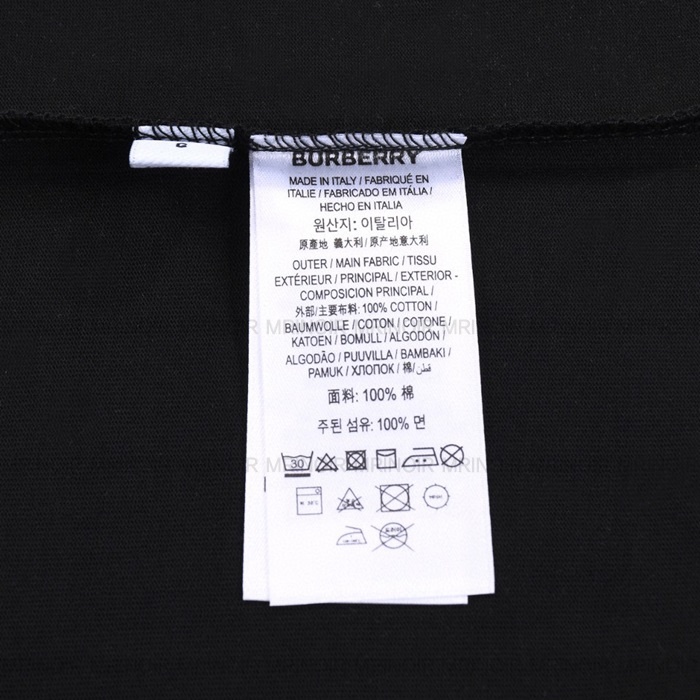 G
BURBERRY
MADE IN ITALY / FABRIQUÉ EN
ITALIE / FABRICADO EM ITÁLIA /
HECHO EN ITALIA
원산지: 이탈리아
原產地 義大利 / 原产地意大利
OUTER / MAIN FABRIC / TISSU
EXTÉRIEUR / PRINCIPAL / EXTERIOR -
COMPOSICION PRINCIPAL /
外部/主要布料: 100% COTTON /
BAUMWOLLE / COTON / COTONE /
KATOEN / BOMULL / ALGODÓN /
ALGODÃO / PUUVILLA / BAMBAKI /
PAMUK / ХЛОПОК / 棉/قطن
面料: 100% 棉
주된 섬유: 100% 면
30
MRINOIR